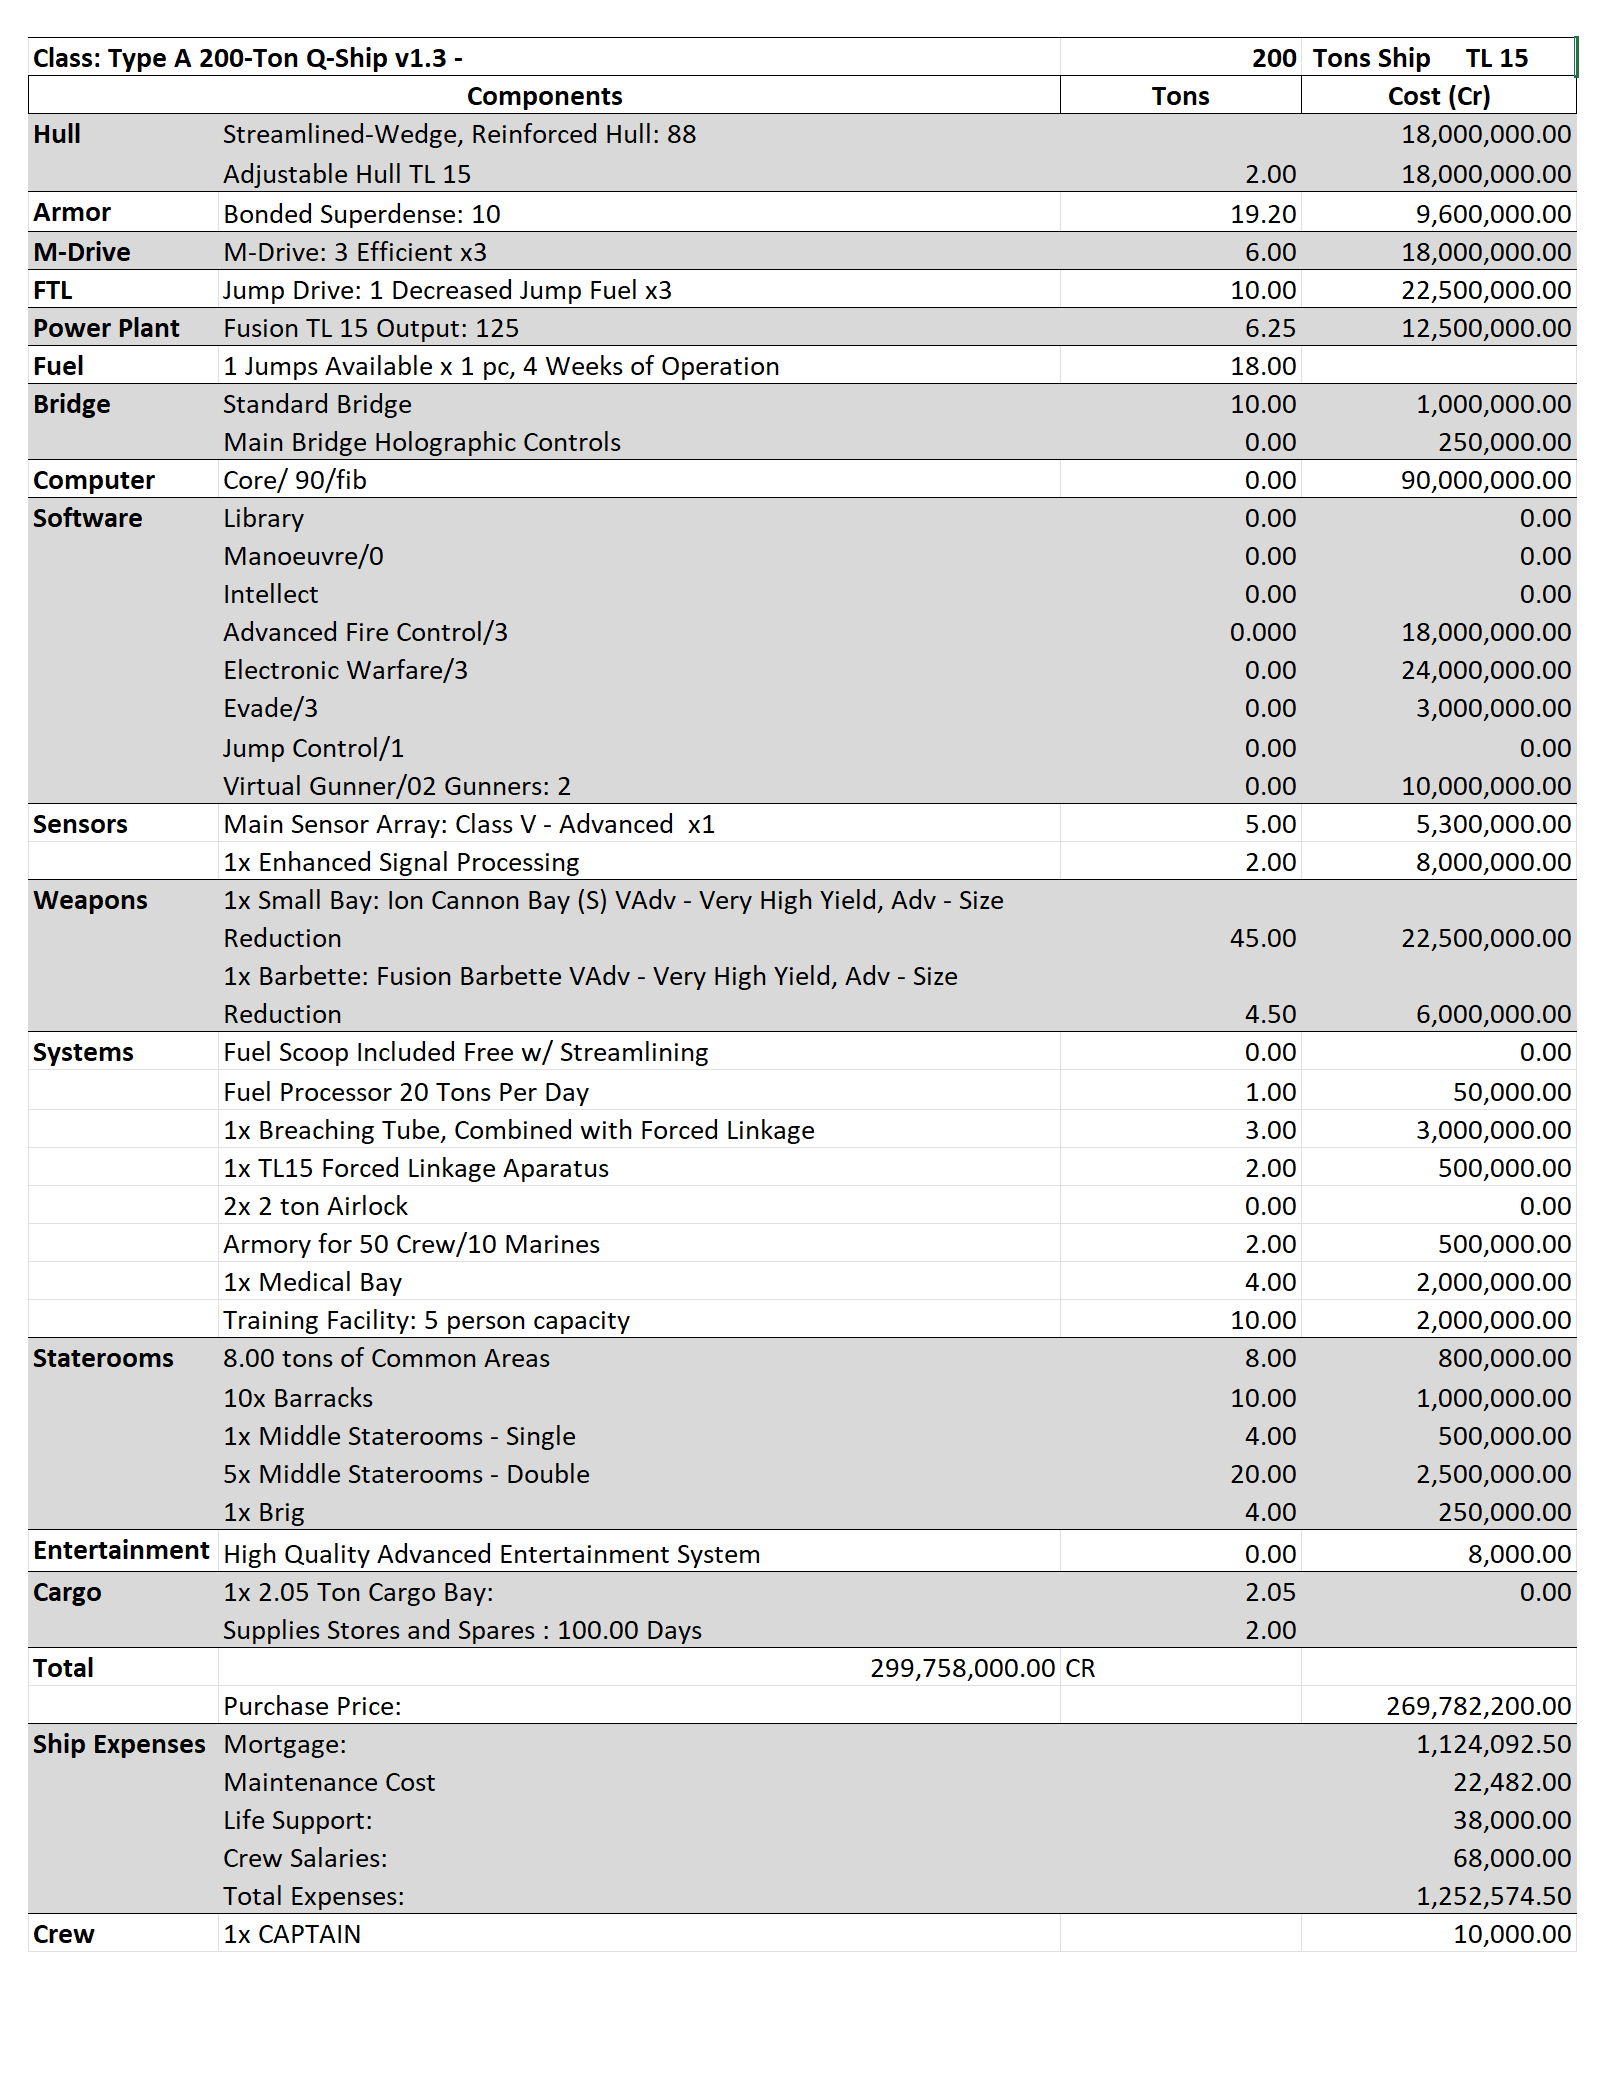 Class: Type A 200-Ton Q-Ship v1.3 - 200 Tons Ship TL 15
Components Tons Cost (Cr)
Hull Streamlined-Wedge, Reinforced Hull: 88 18,000,000.00
Adjustable Hull TL 15 2.00 18,000,000.00
Armor Bonded Superdense: 10 19.20 9,600,000.00
M-Drive M-Drive: 3 Efficient x3 6.00 18,000,000.00
FTL Jump Drive: 1 Decreased Jump Fuel x3 10.00 22,500,000.00
Power Plant Fusion TL 15 Output: 125 6.25 12,500,000.00
Fuel 1 Jumps Available x 1 pc, 4 Weeks of Operation 18.00
Bridge Standard Bridge 10.00 1,000,000.00
Main Bridge Holographic Controls 0.00 250,000.00
Computer Core/ 90/fib 0.00 90,000,000.00
Software Library 0.00 0.00
Manoeuvre/0 0.00 0.00
Intellect 0.00 0.00
Advanced Fire Control/3 0.000 18,000,000.00
Electronic Warfare/3 0.00 24,000,000.00
Evade/3 0.00 3,000,000.00
Jump Control/1 0.00 0.00
Virtual Gunner/02 Gunners: 2 0.00 10,000,000.00
Sensors Main Sensor Array: Class V - Advanced x1 5.00 5,300,000.00
1x Enhanced Signal Processing 2.00 8,000,000.00
Weapons 1x Small Bay: Ion Cannon Bay (S) VAdv - Very High Yield, Adv - Size
Reduction 45.00 22,500,000.00
1x Barbette: Fusion Barbette VAdv - Very High Yield, Adv - Size
Reduction 4.50 6,000,000.00
Systems Fuel Scoop Included Free w/ Streamlining 0.00 0.00
Fuel Processor 20 Tons Per Day 1.00 50,000.00
1x Breaching Tube, Combined with Forced Linkage 3.00 3,000,000.00
1x TL15 Forced Linkage Aparatus 2.00 500,000.00
2x 2 ton Airlock 0.00 0.00
Armory for 50 Crew/10 Marines 2.00 500,000.00
1x Medical Bay 4.00 2,000,000.00
Training Facility: 5 person capacity 10.00 2,000,000.00
Staterooms 8.00 tons of Common Areas 8.00 800,000.00
10x Barracks 10.00 1,000,000.00
1x Middle Staterooms - Single 4.00 500,000.00
5x Middle Staterooms - Double 20.00 2,500,000.00
1x Brig 4.00 250,000.00
Entertainment High Quality Advanced Entertainment System 0.00 8,000.00
Cargo 1x 2.05 Ton Cargo Bay: 2.05 0.00
Supplies Stores and Spares : 100.00 Days 2.00
Total 299,758,000.00 CR
Purchase Price: 269,782,200.00
Ship Expenses Mortgage: 1,124,092.50
Maintenance Cost 22,482.00
Life Support: 38,000.00
Crew Salaries: 68,000.00
Total Expenses: 1,252,574.50
Crew 1x CAPTAIN 10,000.00